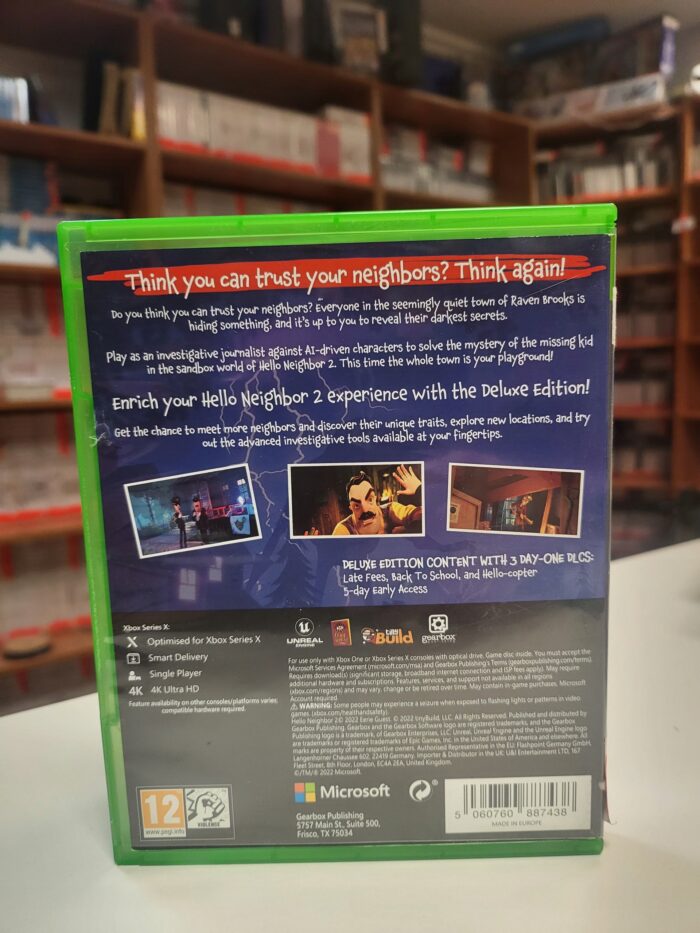 Think you can trust your neighbors? Think again!
Do you think you can trust your neighbors? Everyone in the seemingly quiet town of Raven Brooks is
hiding something, and it's up to you to reveal their darkest secrets.
Play as an investigative journalist against AI-driven characters to solve the mystery of the missing kid
in the sandbox world of Hello Neighbor 2. This time the whole town is your playground!
Enrich your Hello Neighbor 2 experience with the Deluxe Edition!
Get the chance to meet more neighbors and discover their unique traits, explore new locations, and try
out the advanced investigative tools available at your fingertips.
DELUXE EDITION CONTENT WITH 3 DAY-ONE DLCS:
Late Fees, Back To School, and Hello-copter
5-day Early Access
Xbox Series X:
Optimised for Xbox Series X
Smart Delivery
Single Player
4K 4K Ultra HD
Feature availability on other consoles/platforms varies;
compatible hardware required.
UNREAL
ENGINE
tiny
Build
gearbox
For use only with Xbox One or Xbox Series X consoles with optical drive. Game disc inside. You must accept the
Microsoft Services Agreement (microsoft.com/msa) and Gearbox Publishing's Terms (gearboxpublishing.com/terms).
Requires download(s) (significant storage, broadband internet connection and ISP fees apply). May require
additional hardware and subscriptions. Features, services, and support not available in all regions
(xbox.com/regions) and may vary, change or be retired over time. May contain in-game purchases. Microsoft
Account required.
WARNING: Some people may experience a seizure when exposed to flashing lights or patterns in video
games. (xbox.com/healthandsafety).
Hello Neighbor 2© 2022 Eerie Guest. © 2022 tinyBuild, LLC. All Rights Reserved. Published and distributed by
Gearbox Publishing. Gearbox and the Gearbox Software logo are registered trademarks, and the Gearbox
Publishing logo is a trademark, of Gearbox Enterprises, LLC. Unreal, Unreal Engine and the Unreal Engine logo
are trademarks or registered trademarks of Epic Games, Inc. in the United States of America and elsewhere. All
marks are property of their respective owners. Authorised Representative in the EU: Flashpoint Germany GmbH,
Langenhorner Chaussee 602, 22419 Germany. Importer & Distributor in the UK: U&I Entertainment LTD, 167
Fleet Street, 8th Floor, London, EC4A 2EA, United Kingdom.
©/TM/® 2022 Microsoft.
Microsoft
Gearbox Publishing
5757 Main St., Suite 500,
Frisco, TX 75034
12
www.pegi.info
VIOLENCE
5 060760 887438
MADE IN EUROPE